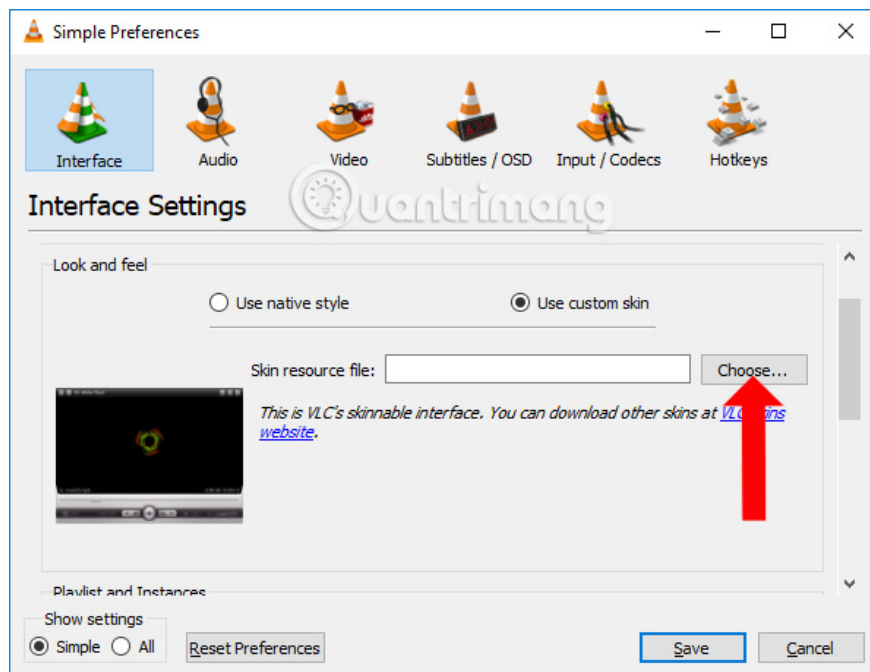 Simple Preferences
Interface
Audio
Video
Subtitles / OSD
Input / Codecs
Hotkeys
Quantrimang
Interface Settings
Look and feel
Use native style
Use custom skin
Skin resource file:
Choose...
This is VLC's skinnable interface. You can download other skins at VLC skins
website.
Playlist and Instances
Show settings
Simple
All
Reset Preferences
Save
Cancel